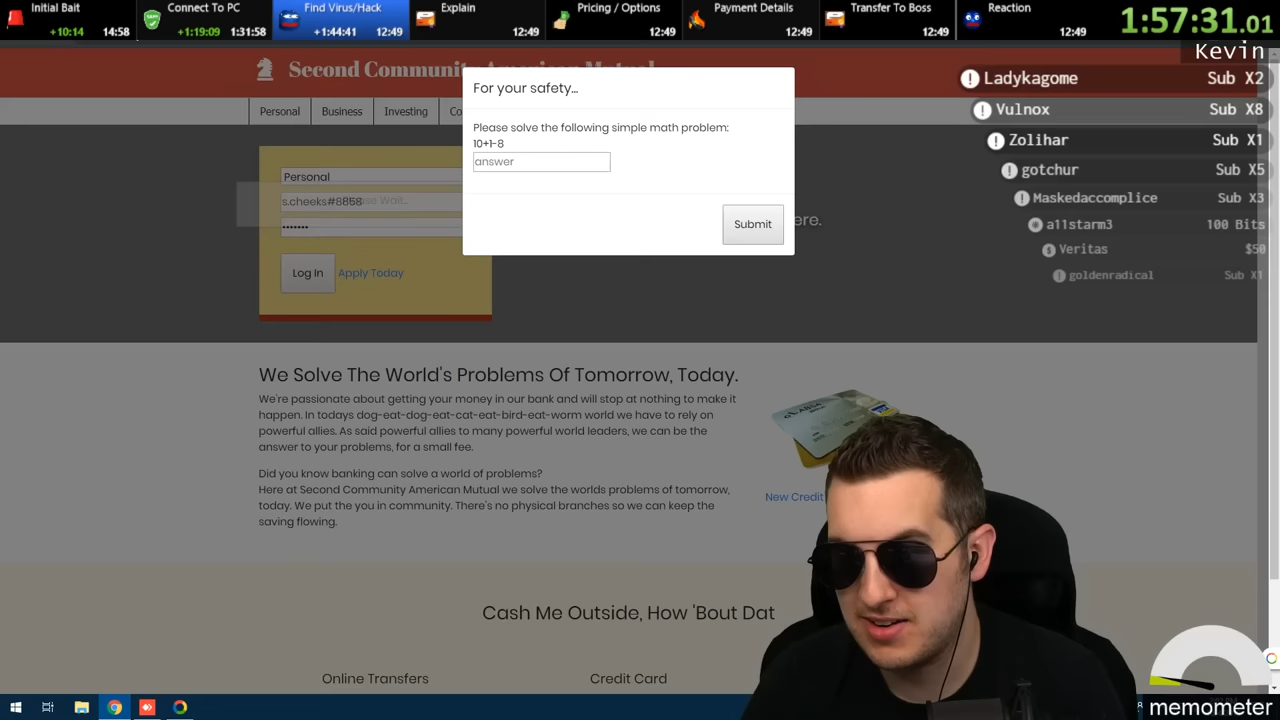 Initial Bait
+10:14 14:58
Connect To PC
+1:19:09 1:31:58
Find Virus/Hack
+1:44:41 12:49
Explain
12:49
Pricing / Options
12:49
Payment Details
12:49
Transfer To Boss
12:49
Reaction
12:49
1:57:31.01
Kevin
Ladykagome Sub X2
Vulnox Sub X8
Zolihar Sub X1
gotchur Sub X5
Maskedaccomplice Sub X3
a11starm3 100 Bits
Veritas $50
goldenradical Sub X1
Second Community American Mutual
Personal Business Investing Co
For your safety...
Please solve the following simple math problem:
10+1-8
answer
Submit
Personal
s.cheeks#8858
Wait...
•••••••
Log In Apply Today
ere.
We Solve The World's Problems Of Tomorrow, Today.
We're passionate about getting your money in our bank and will stop at nothing to make it
happen. In todays dog-eat-dog-eat-cat-eat-bird-eat-worm world we have to rely on
powerful allies. As said powerful allies to many powerful world leaders, we can be the
answer to your problems, for a small fee.
Did you know banking can solve a world of problems?
Here at Second Community American Mutual we solve the worlds problems of tomorrow,
today. We put the you in community. There's no physical branches so we can keep the
saving flowing.
New Credit
Cash Me Outside, How 'Bout Dat
Online Transfers
Credit Card
memometer